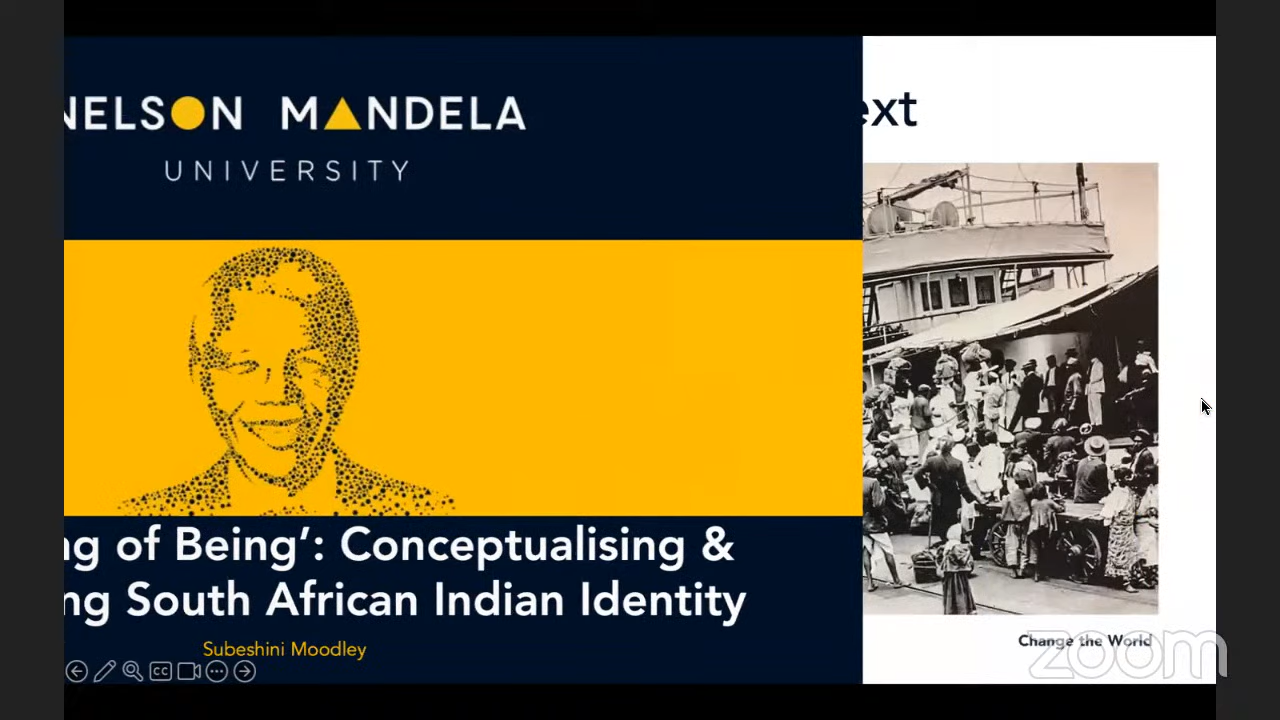 NELSON MANDELA
UNIVERSITY
ext
ng of Being’: Conceptualising &
ng South African Indian Identity
Subeshini Moodley
CC
Change the World
zoom